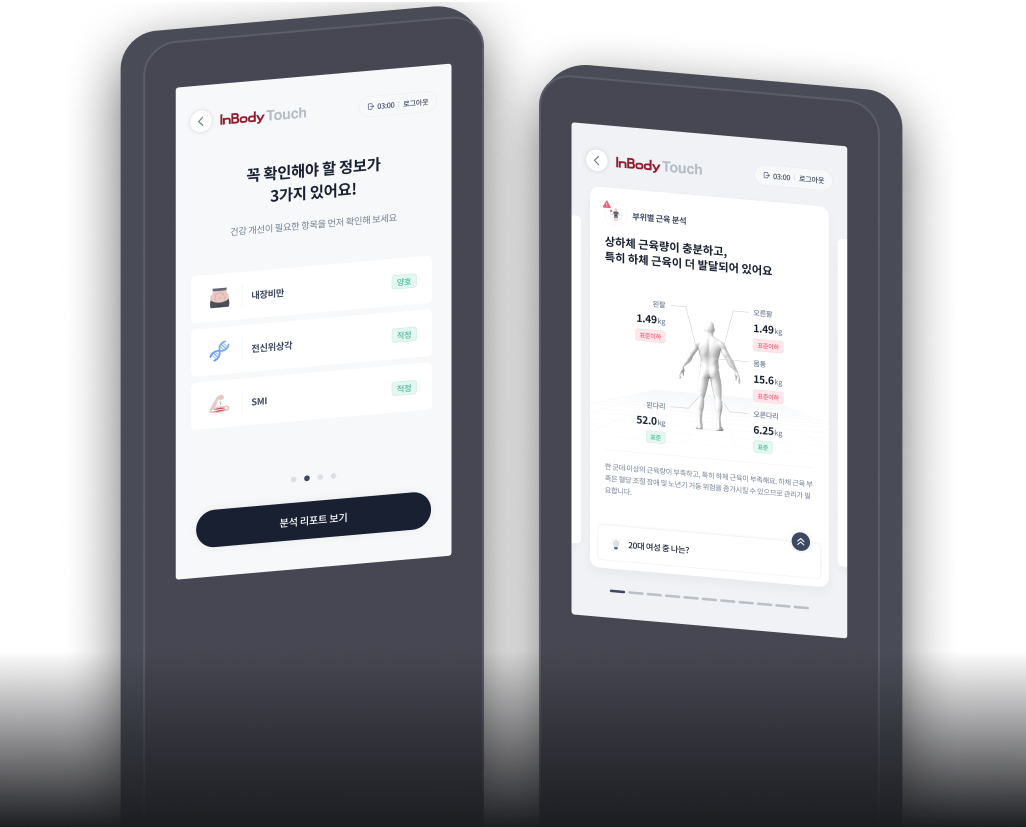 InBody Touch
03:00 로그아웃
꼭 확인해야 할 정보가
3가지 있어요!
건강 개선이 필요한 항목을 먼저 확인해 보세요
내장비만
양호
전신위상각
적정
SMI
적정
분석 리포트 보기
InBody Touch
03:00 로그아웃
부위별 근육 분석
상하체 근육량이 충분하고,
특히 하체 근육이 더 발달되어 있어요
왼팔
1.49kg
표준이하
오른팔
1.49kg
표준이하
몸통
15.6kg
표준이하
왼다리
52.0kg
표준
오른다리
6.25kg
표준
한 군데 이상의 근육량이 부족하고, 특히 하체 근육이 부족해요. 하체 근육 부
족은 혈당 조절 장애 및 노년기 거동 위험을 증가시킬 수 있으므로 관리가 필
요합니다.
20대 여성 중 나는?